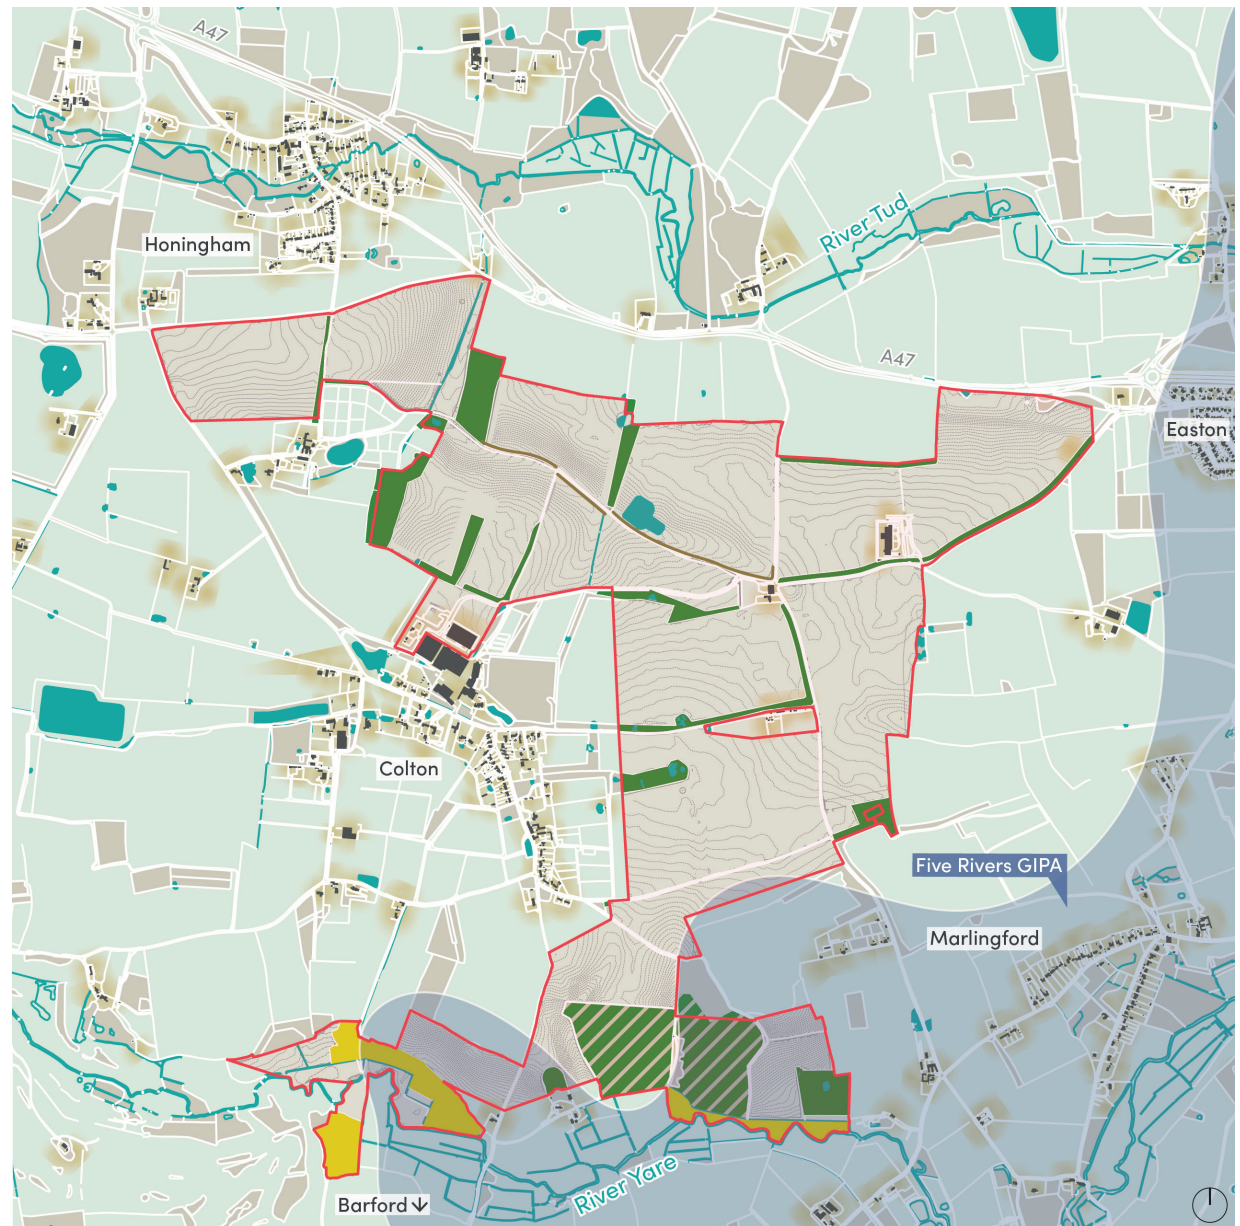 A47
River Tud
Honingham
A47
Easton
Colton
Five Rivers GIPA
Marlingford
River Yare
Barford ↓